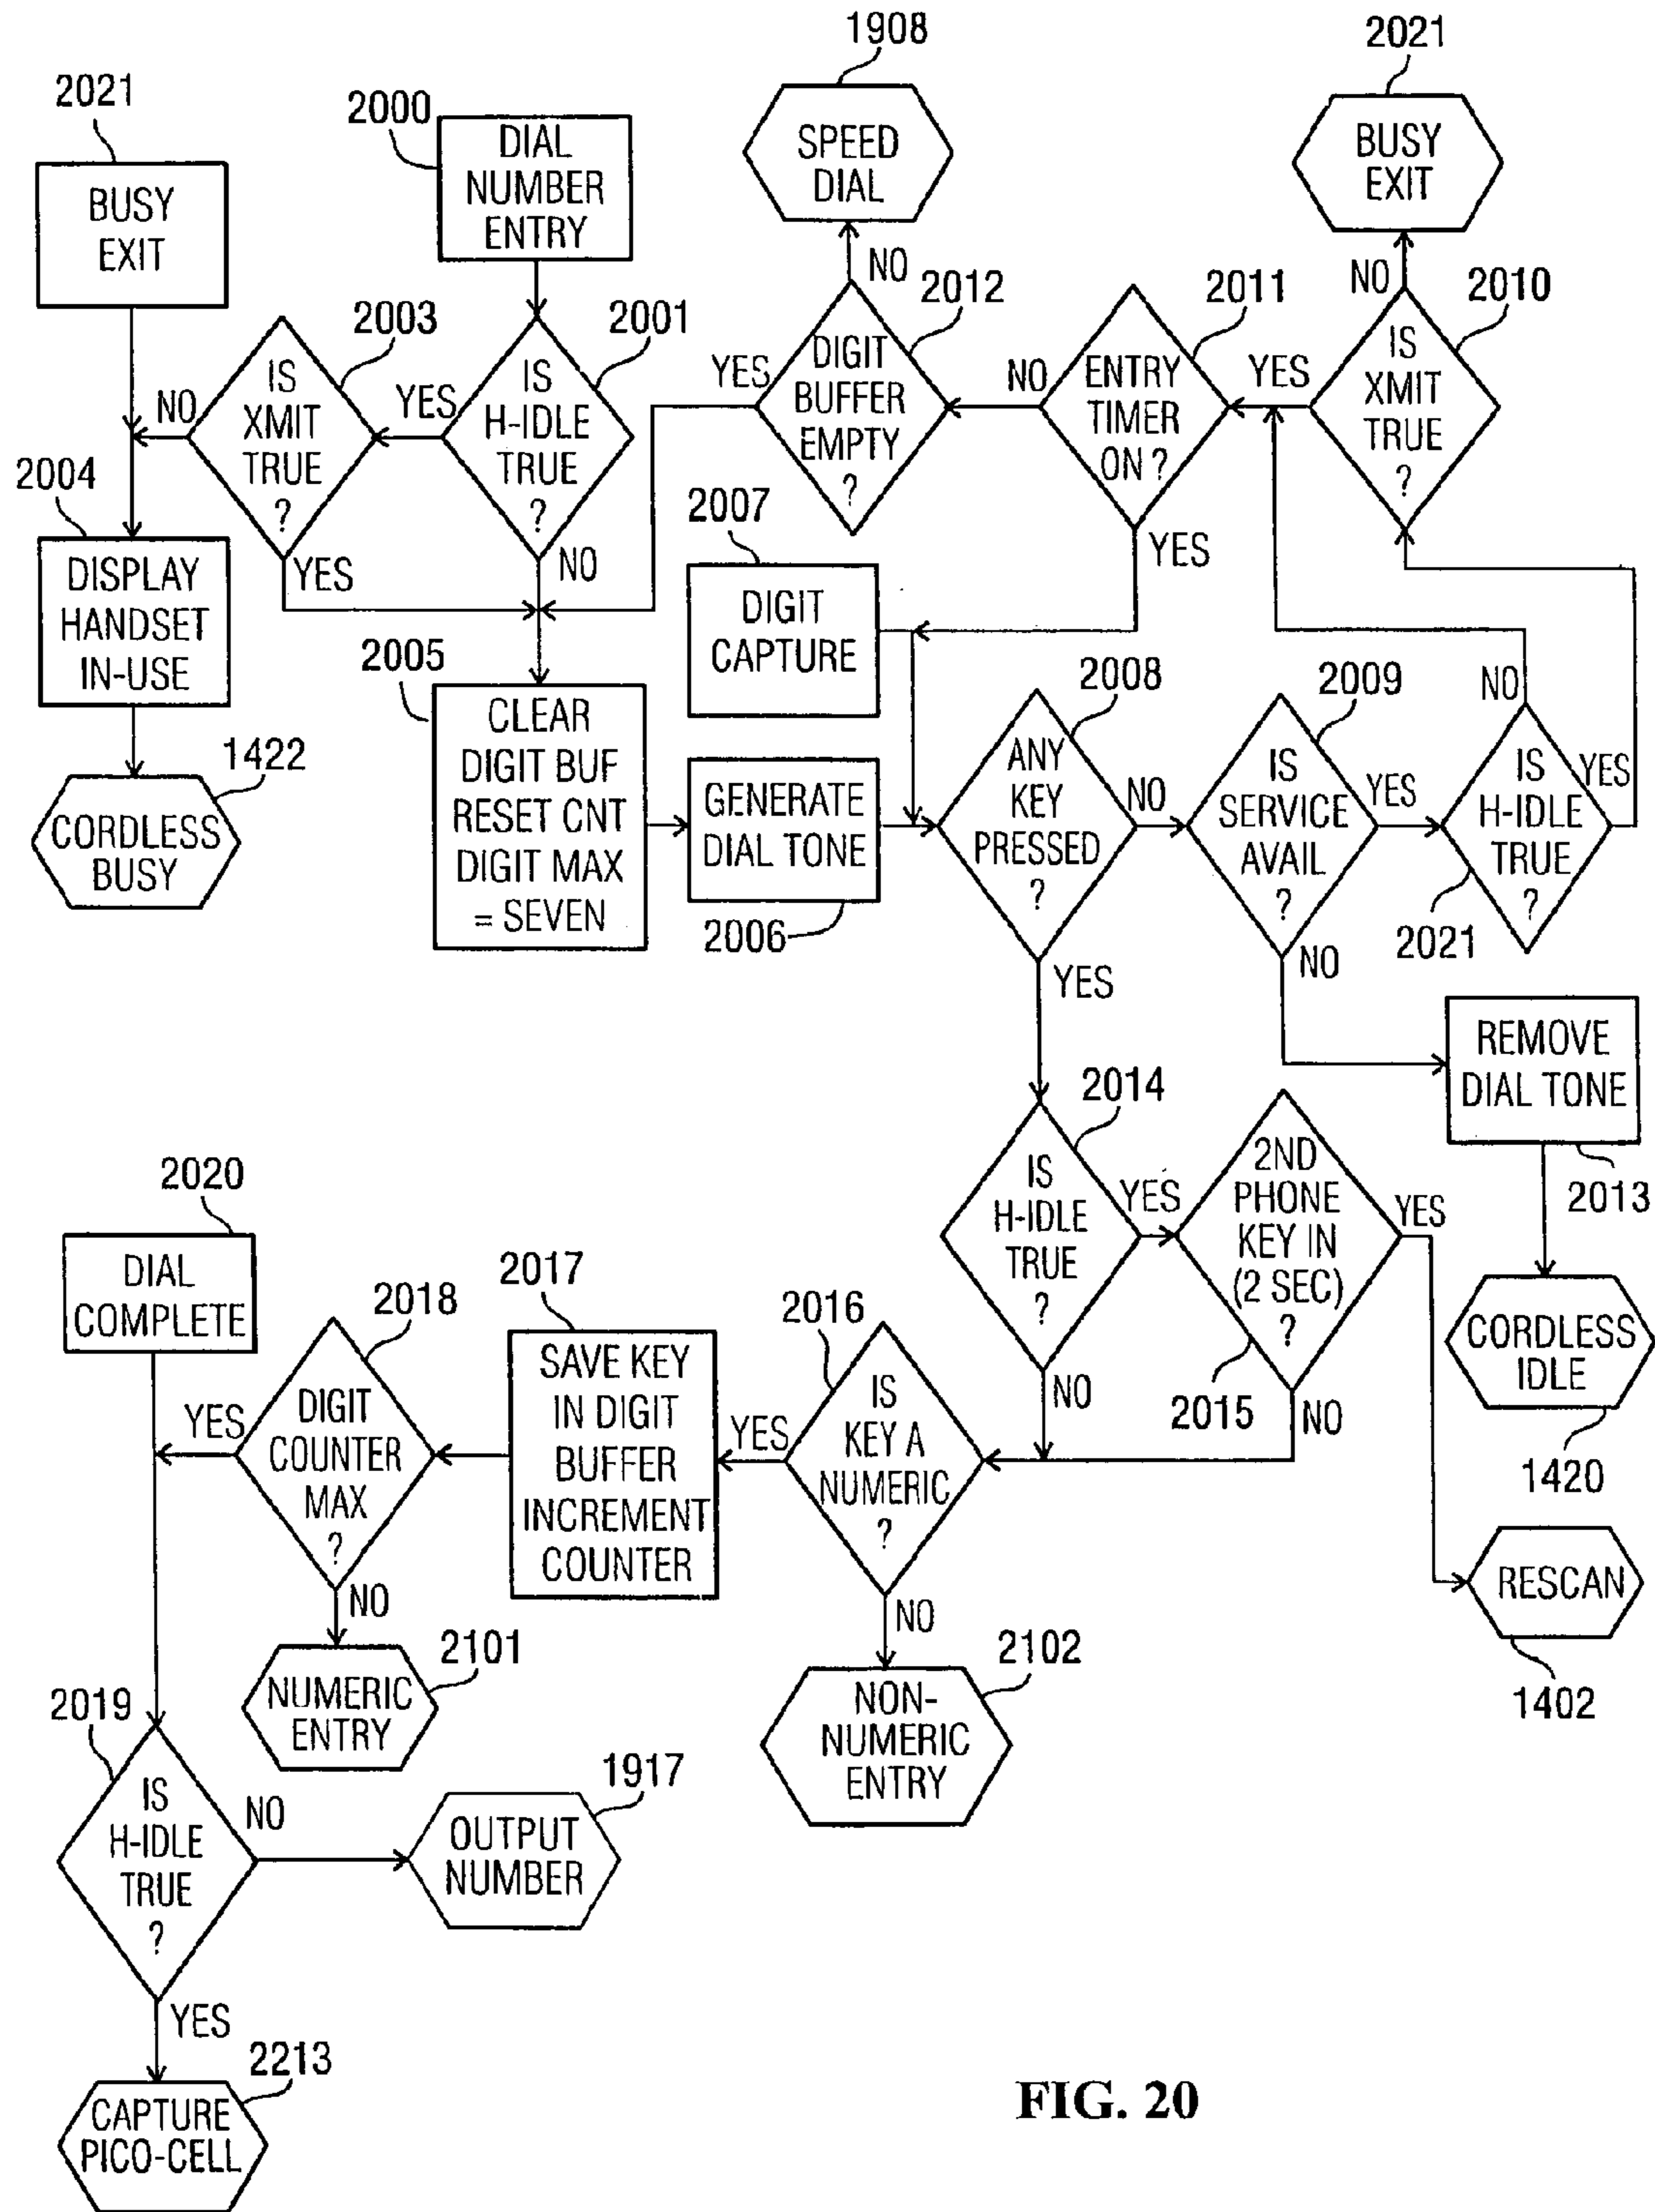 2021
BUSY
EXIT
2000
DIAL
NUMBER
ENTRY
1908
SPEED
DIAL
2021
BUSY
EXIT
NO
NO
2003
IS
XMIT
TRUE
?
NO
YES
YES
2001
IS
H-IDLE
TRUE
?
NO
2012
DIGIT
BUFFER
EMPTY
?
YES
NO
2011
ENTRY
TIMER
ON ?
YES
YES
2010
IS
XMIT
TRUE
?
2004
DISPLAY
HANDSET
IN-USE
1422
CORDLESS
BUSY
2005
CLEAR
DIGIT BUF
RESET CNT
DIGIT MAX
= SEVEN
2007
DIGIT
CAPTURE
GENERATE
DIAL TONE
2006
2008
ANY
KEY
PRESSED
?
NO
YES
2009
IS
SERVICE
AVAIL
?
YES
NO
NO
IS
H-IDLE
TRUE
?
YES
2021
REMOVE
DIAL TONE
2013
CORDLESS
IDLE
1420
2014
IS
H-IDLE
TRUE
?
YES
NO
2ND
PHONE
KEY IN
(2 SEC)
?
YES
2015
NO
RESCAN
1402
2020
DIAL
COMPLETE
2018
DIGIT
COUNTER
MAX
?
YES
NO
2017
SAVE KEY
IN DIGIT
BUFFER
INCREMENT
COUNTER
2016
IS
KEY A
NUMERIC
?
YES
NO
2101
NUMERIC
ENTRY
2102
NON-
NUMERIC
ENTRY
2019
IS
H-IDLE
TRUE
?
NO
YES
1917
OUTPUT
NUMBER
2213
CAPTURE
PICO-CELL
FIG. 20